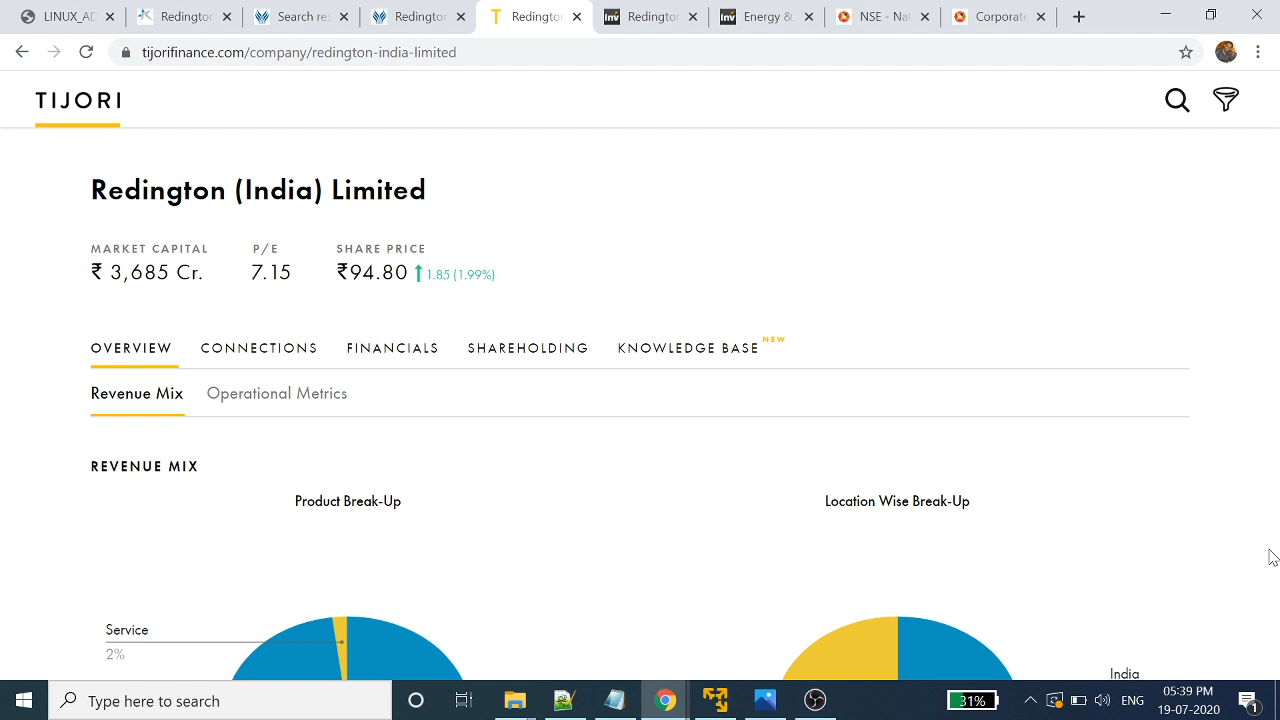 LINUX_AD
Redington
Search res
Redington
Redington
Redington
Energy &
NSE - Nat
Corporate
tijorifinance.com/company/redington-india-limited
TIJORI
Redington (India) Limited
MARKET CAPITAL P/E SHARE PRICE
₹ 3,685 Cr. 7.15 ₹94.80 1.85 (1.99%)
OVERVIEW CONNECTIONS FINANCIALS SHAREHOLDING KNOWLEDGE BASE NEW
Revenue Mix Operational Metrics
REVENUE MIX
Product Break-Up Location Wise Break-Up
Service
2%
India
Type here to search
31%
ENG
05:39 PM
19-07-2020
1